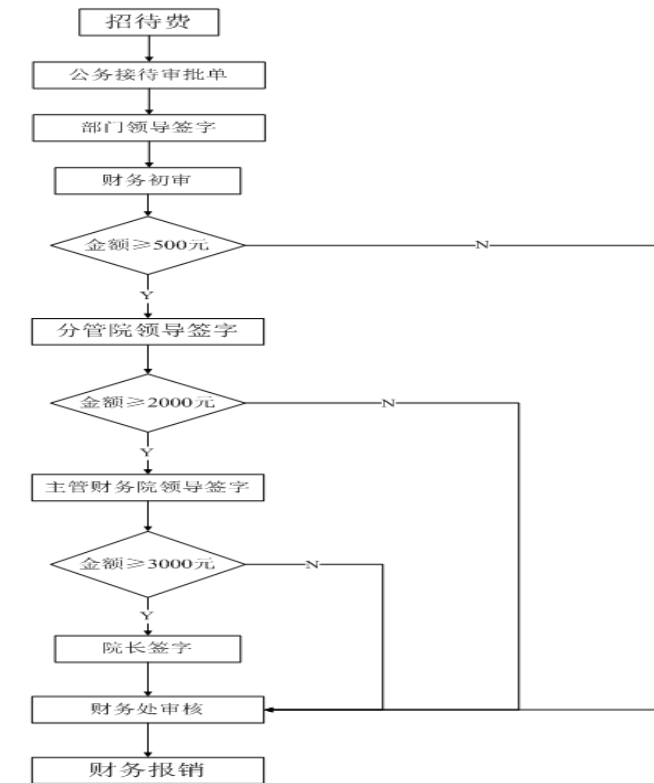 招待费
公务接待审批单
部门领导签字
财务初审
金额≥500元
N
Y
分管院领导签字
金额≥2000元
N
Y
主管财务院领导签字
金额≥3000元
N
Y
院长签字
财务处审核
财务报销